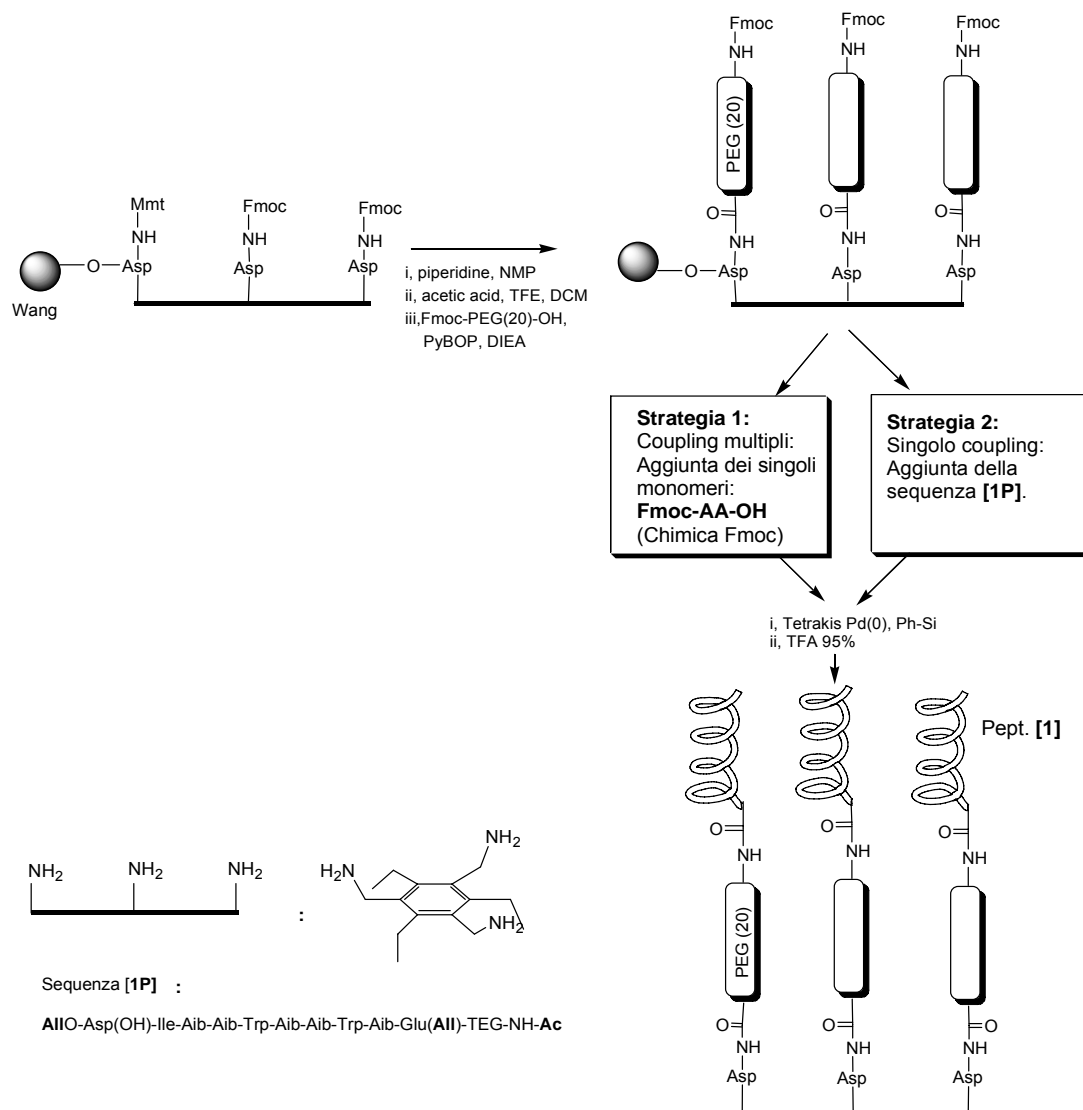 Fmoc
NH
PEG (20)
O
NH
Asp
Fmoc
NH
O
NH
Asp
Fmoc
NH
O
NH
Asp
O
Mmt
NH
Asp
O
Wang
Fmoc
NH
Asp
Fmoc
NH
Asp
i, piperidine, NMP
ii, acetic acid, TFE, DCM
iii,Fmoc-PEG(20)-OH,
PyBOP, DIEA
Strategia 1:
Coupling multipli:
Aggiunta dei singoli
monomeri:
Fmoc-AA-OH
(Chimica Fmoc)
Strategia 2:
Singolo coupling:
Aggiunta della
sequenza [1P].
i, Tetrakis Pd(0), Ph-Si
ii, TFA 95%
Pept. [1]
O
NH
PEG (20)
O
NH
Asp
O
NH
O
NH
Asp
O
NH
O
NH
Asp
NH2
NH2
NH2
:
H2N
NH2
NH2
Sequenza [1P] :
AllO-Asp(OH)-Ile-Aib-Aib-Trp-Aib-Aib-Trp-Aib-Glu(All)-TEG-NH-Ac